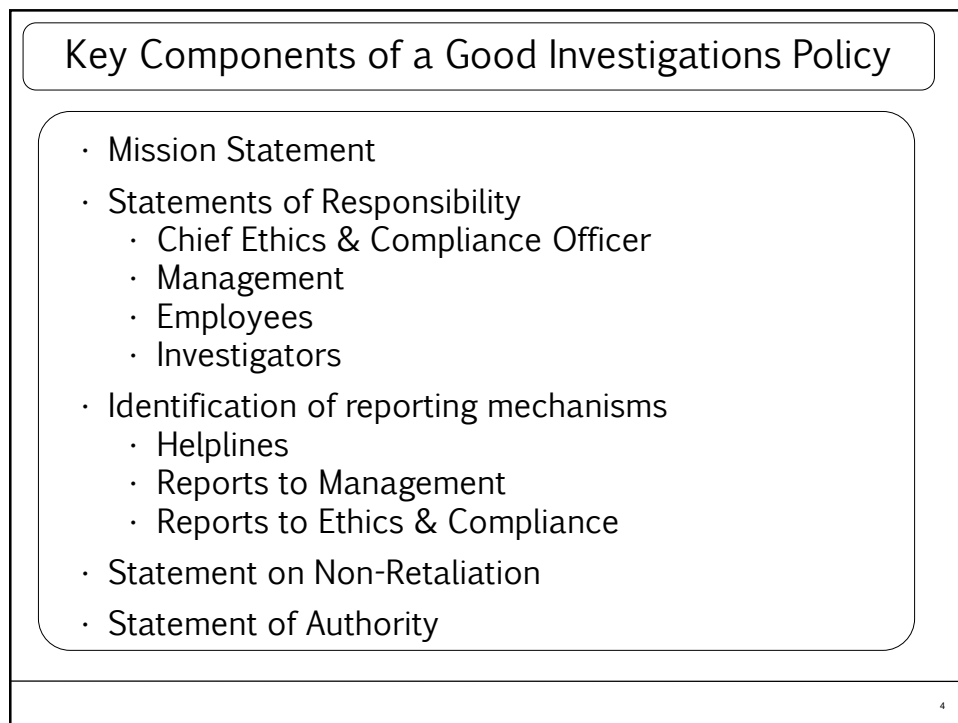 Key Components of a Good Investigations Policy
· Mission Statement
· Statements of Responsibility
· Chief Ethics & Compliance Officer
· Management
· Employees
· Investigators
· Identification of reporting mechanisms
· Helplines
· Reports to Management
· Reports to Ethics & Compliance
· Statement on Non-Retaliation
· Statement of Authority
4